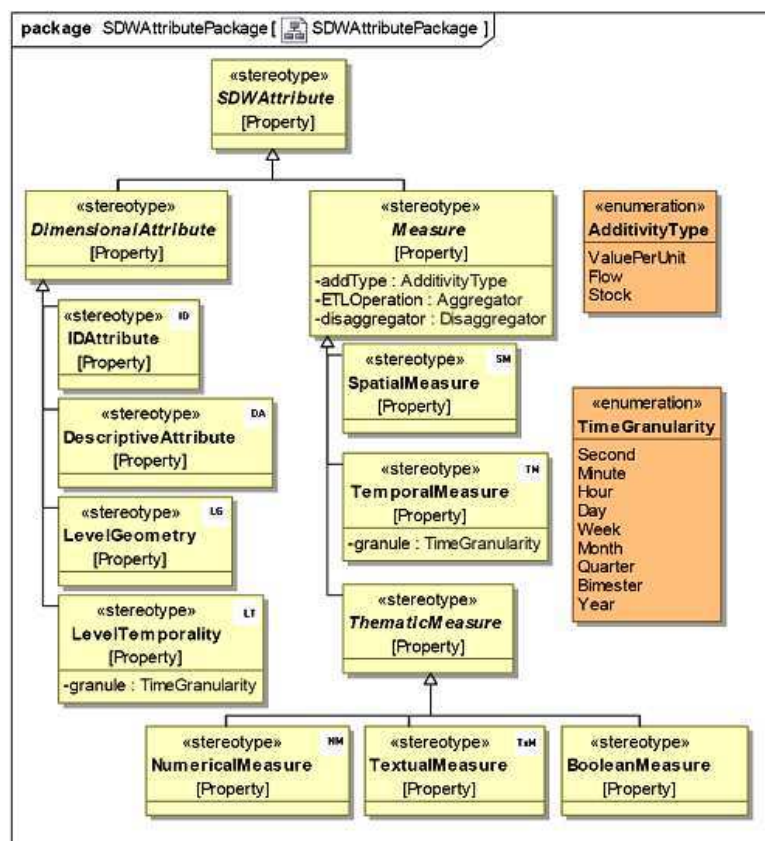 package SDWAttributePackage [ SDWAttributePackage ]
«stereotype»
SDWAttribute
[Property]
«stereotype»
DimensionalAttribute
[Property]
«stereotype»
Measure
[Property]
-addType : AdditivityType
-ETLOperation : Aggregator
-disaggregator : Disaggregator
«enumeration»
AdditivityType
ValuePerUnit
Flow
Stock
«stereotype» ID
IDAttribute
[Property]
«stereotype» SM
SpatialMeasure
[Property]
«stereotype» DA
DescriptiveAttribute
[Property]
«enumeration»
TimeGranularity
Second
Minute
Hour
Day
Week
Month
Quarter
Bimester
Year
«stereotype» TM
TemporalMeasure
[Property]
-granule : TimeGranularity
«stereotype» LG
LevelGeometry
[Property]
«stereotype» LT
LevelTemporality
[Property]
-granule : TimeGranularity
«stereotype»
ThematicMeasure
[Property]
«stereotype» NM
NumericalMeasure
[Property]
«stereotype» TxM
TextualMeasure
[Property]
«stereotype»
BooleanMeasure
[Property]